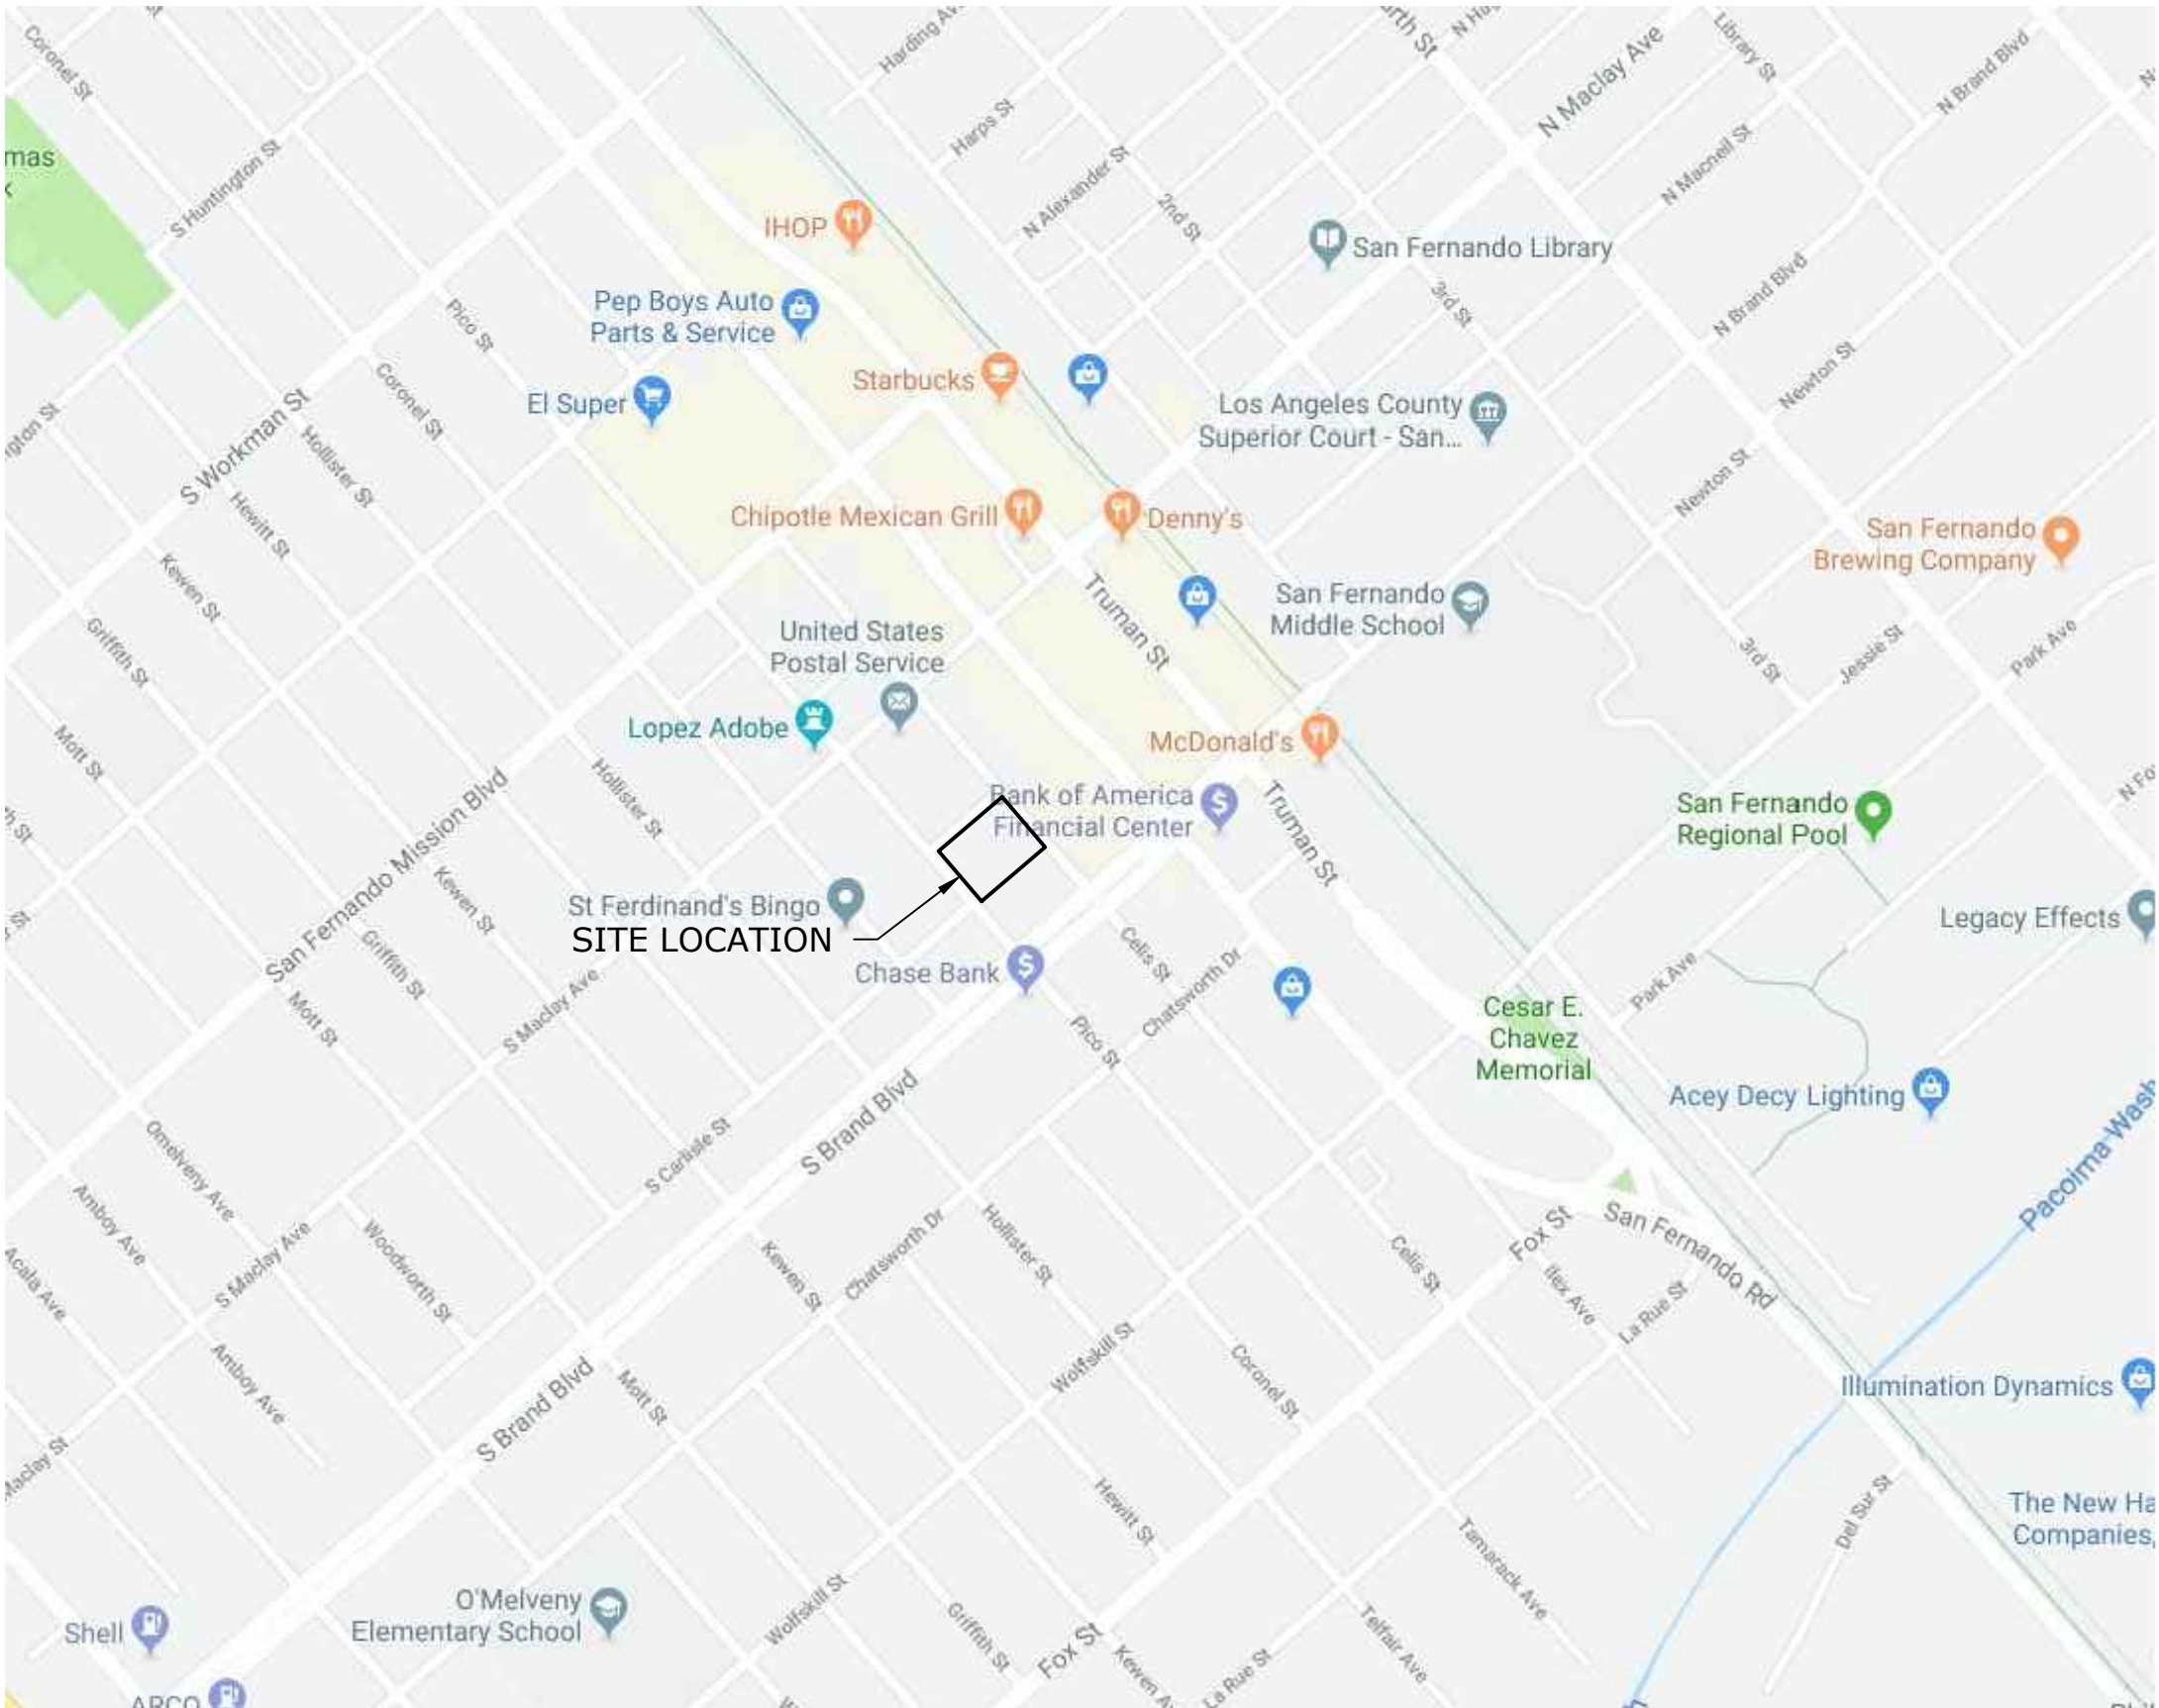 Coronel St
Harding Av
N Maclay Ave
Library St
N Brand Blvd
mas
S Huntington St
Harps St
N Alexander St
2nd St
N Macneil St
IHOP
San Fernando Library
Pep Boys Auto
Parts & Service
Pico St
3rd St
N Brand Blvd
Starbucks
Newton St
El Super
Coronel St
Los Angeles County
Superior Court - San...
ngton St
S Workman St
Hollister St
Hewitt St
Newton St
Chipotle Mexican Grill
Denny's
San Fernando
Brewing Company
Kewen St
Truman St
San Fernando
Middle School
Griffith St
United States
Postal Service
3rd St
Jessie St
Park Ave
Mott St
Lopez Adobe
McDonald's
Hollister St
Bank of America
Financial Center
Truman St
San Fernando
Regional Pool
N Fo
San Fernando Mission Blvd
Kewen St
St Ferdinand's Bingo
SITE LOCATION
Legacy Effects
Griffith St
Chase Bank
Celis St
Chatsworth Dr
Park Ave
Mott St
S Maclay Ave
Pico St
Cesar E.
Chavez
Memorial
Acey Decy Lighting
Omelveny Ave
S Carlisle St
S Brand Blvd
Pacoima Wash
Amboy Ave
Acala Ave
S Maclay Ave
Woodworth St
Kewen St
Chatsworth Dr
Hollister St
Celis St
Fox St
San Fernando Rd
Ilex Ave
La Rue St
Amboy Ave
S Brand Blvd
Mott St
Wolfskill St
Coronel St
Illumination Dynamics
Maclay St
Hewitt St
Tamarack Ave
Del Sur St
The New Ha
Companies,
Shell
O'Melveny
Elementary School
Wolfskill St
Griffith St
Fox St
Kewen A
La Rue St
Telfair Ave
ARCO